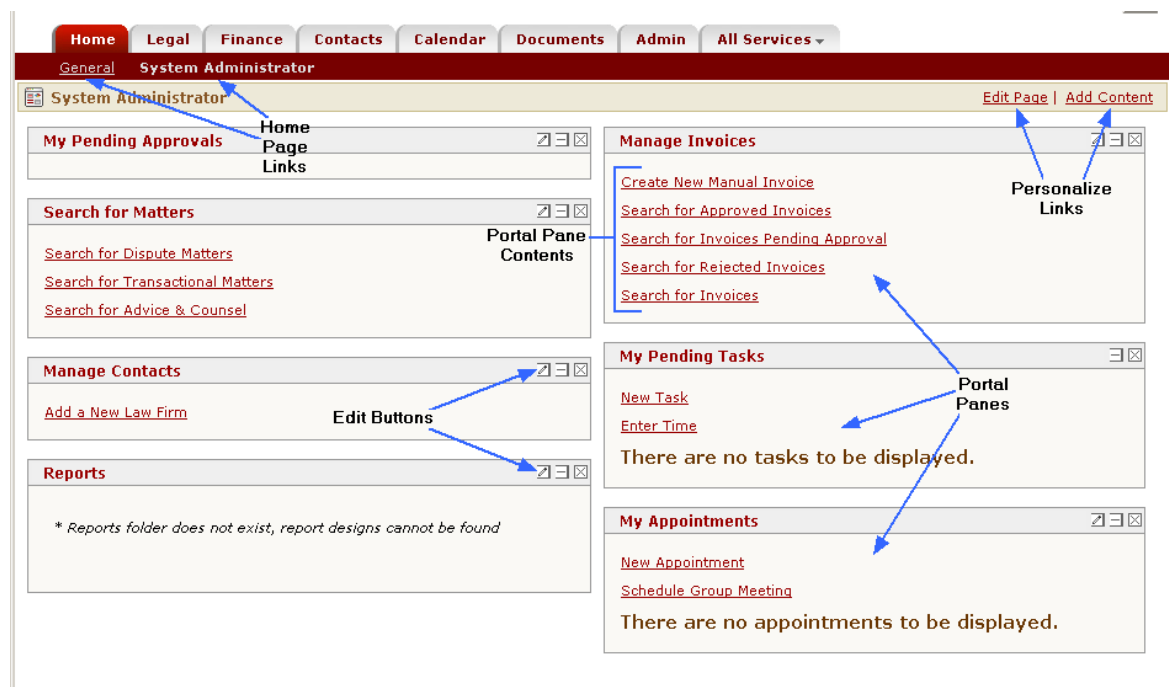 Home Legal Finance Contacts Calendar Documents Admin All Services
General System Administrator
System Administrator
Edit Page | Add Content
Home
Page
Links
Personalize
Links
My Pending Approvals
Search for Matters
Search for Dispute Matters
Search for Transactional Matters
Search for Advice & Counsel
Portal Pane
Contents
Manage Contacts
Add a New Law Firm
Edit Buttons
Reports
* Reports folder does not exist, report designs cannot be found
Manage Invoices
Create New Manual Invoice
Search for Approved Invoices
Search for Invoices Pending Approval
Search for Rejected Invoices
Search for Invoices
My Pending Tasks
New Task
Enter Time
There are no tasks to be displayed.
Portal
Panes
My Appointments
New Appointment
Schedule Group Meeting
There are no appointments to be displayed.